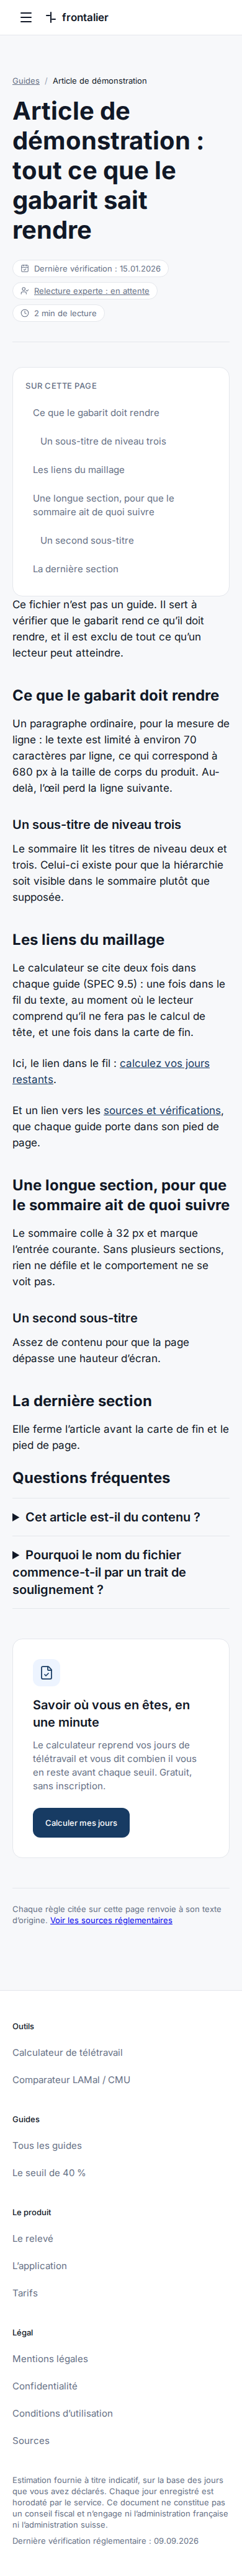 frontalier
Guides / Article de démonstration
Article de
démonstration :
tout ce que le
gabarit sait
rendre
Dernière vérification : 15.01.2026
Relecture experte : en attente
2 min de lecture
SUR CETTE PAGE
Ce que le gabarit doit rendre
Un sous-titre de niveau trois
Les liens du maillage
Une longue section, pour que le
sommaire ait de quoi suivre
Un second sous-titre
La dernière section
Ce fichier n’est pas un guide. Il sert à
vérifier que le gabarit rend ce qu’il doit
rendre, et il est exclu de tout ce qu’un
lecteur peut atteindre.
Ce que le gabarit doit rendre
Un paragraphe ordinaire, pour la mesure de
ligne : le texte est limité à environ 70
caractères par ligne, ce qui correspond à
680 px à la taille de corps du produit. Au-
delà, l’œil perd la ligne suivante.
Un sous-titre de niveau trois
Le sommaire lit les titres de niveau deux et
trois. Celui-ci existe pour que la hiérarchie
soit visible dans le sommaire plutôt que
supposée.
Les liens du maillage
Le calculateur se cite deux fois dans
chaque guide (SPEC 9.5) : une fois dans le
fil du texte, au moment où le lecteur
comprend qu’il ne fera pas le calcul de
tête, et une fois dans la carte de fin.
Ici, le lien dans le fil : calculez vos jours
restants.
Et un lien vers les sources et vérifications,
que chaque guide porte dans son pied de
page.
Une longue section, pour que
le sommaire ait de quoi suivre
Le sommaire colle à 32 px et marque
l’entrée courante. Sans plusieurs sections,
rien ne défile et le comportement ne se
voit pas.
Un second sous-titre
Assez de contenu pour que la page
dépasse une hauteur d’écran.
La dernière section
Elle ferme l’article avant la carte de fin et le
pied de page.
Questions fréquentes
Cet article est-il du contenu ?
Pourquoi le nom du fichier
commence-t-il par un trait de
soulignement ?
Savoir où vous en êtes, en
une minute
Le calculateur reprend vos jours de
télétravail et vous dit combien il vous
en reste avant chaque seuil. Gratuit,
sans inscription.
Calculer mes jours
Chaque règle citée sur cette page renvoie à son texte
d’origine. Voir les sources réglementaires
Outils
Calculateur de télétravail
Comparateur LAMal / CMU
Guides
Tous les guides
Le seuil de 40 %
Le produit
Le relevé
L’application
Tarifs
Légal
Mentions légales
Confidentialité
Conditions d’utilisation
Sources
Estimation fournie à titre indicatif, sur la base des jours
que vous avez déclarés. Chaque jour enregistré est
horodaté par le service. Ce document ne constitue pas
un conseil fiscal et n’engage ni l’administration française
ni l’administration suisse.
Dernière vérification réglementaire : 09.09.2026